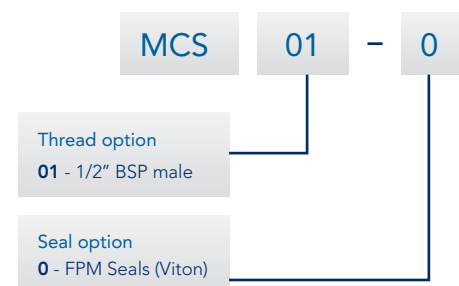 MCS 01 - 0
Thread option
01 - 1/2" BSP male
Seal option
0 - FPM Seals (Viton)